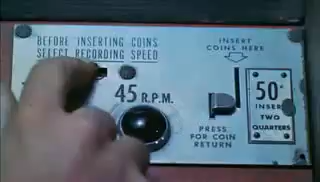 BEFORE INSERTING COINS
SELECT RECORDING SPEED
45 R.P.M.
INSERT
COINS HERE
PRESS
FOR COIN
RETURN
50¢
INSERT
TWO
QUARTERS